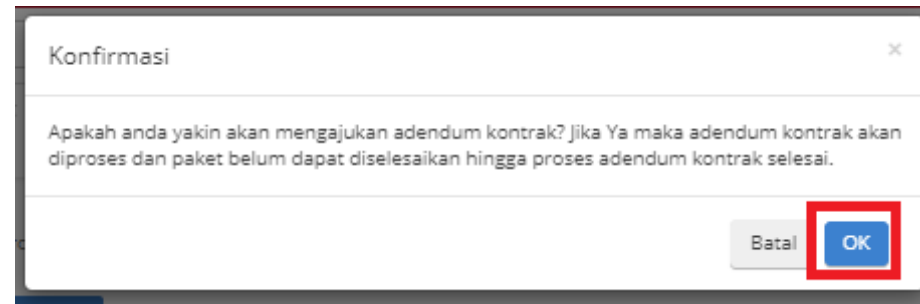 Konfirmasi
×
Apakah anda yakin akan mengajukan adendum kontrak? Jika Ya maka adendum kontrak akan
diproses dan paket belum dapat diselesaikan hingga proses adendum kontrak selesai.
Batal OK